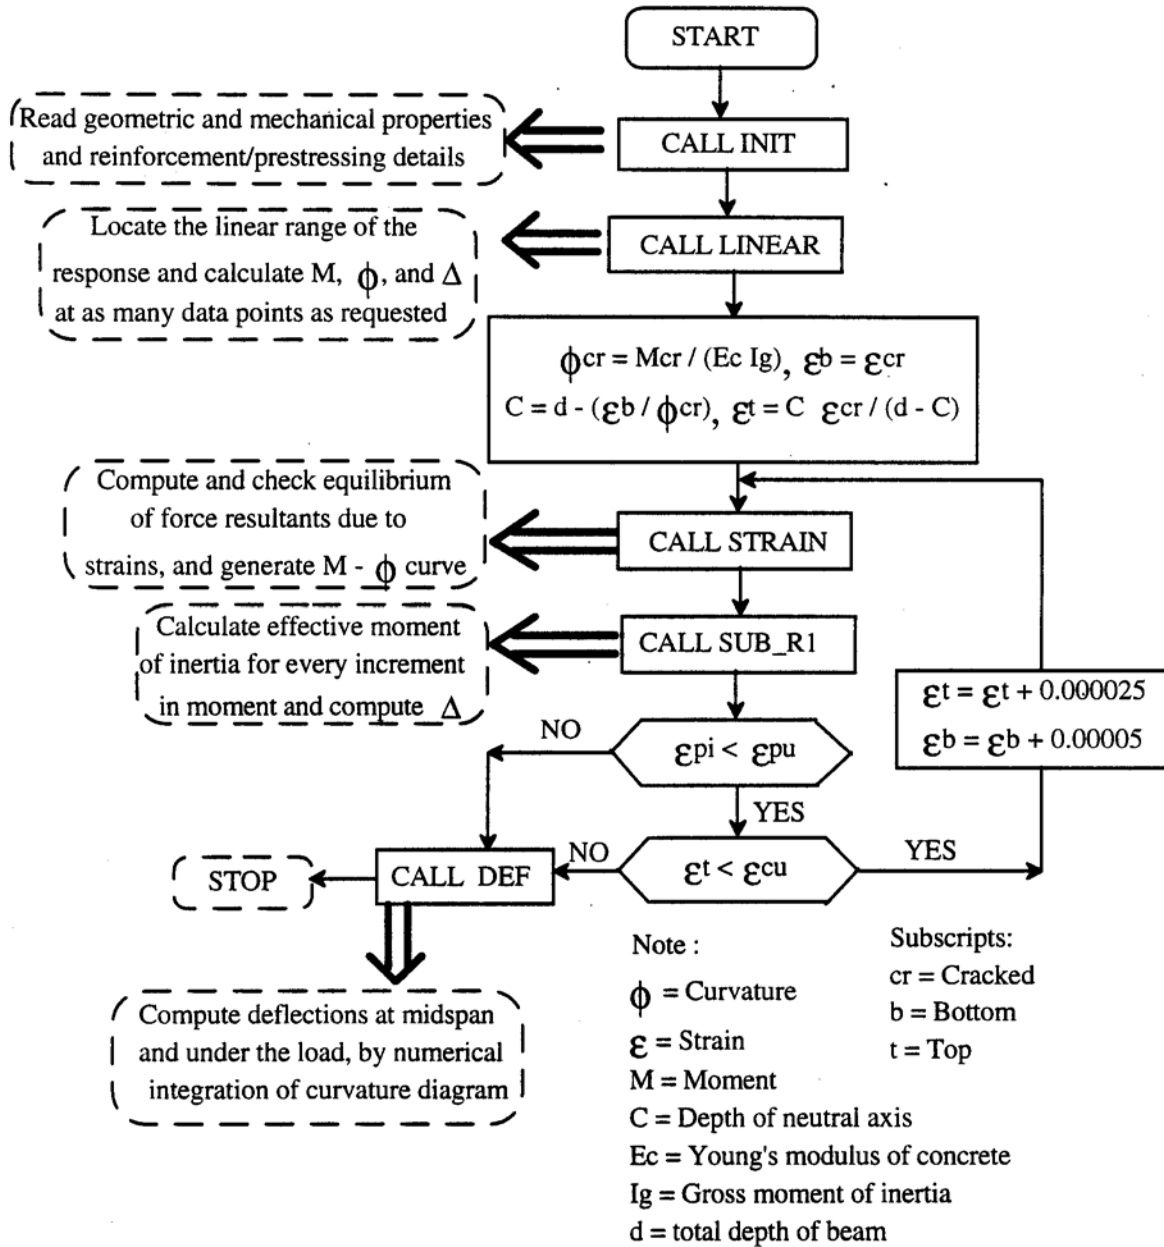 START
Read geometric and mechanical properties
and reinforcement/prestressing details
CALL INIT
Locate the linear range of the
response and calculate M, ϕ, and Δ
at as many data points as requested
CALL LINEAR
ϕcr = Mcr / (Ec Ig), εb = εcr
C = d - (εb / ϕcr), εt = C εcr / (d - C)
Compute and check equilibrium
of force resultants due to
strains, and generate M - ϕ curve
CALL STRAIN
Calculate effective moment
of inertia for every increment
in moment and compute Δ
CALL SUB_R1
εt = εt + 0.000025
εb = εb + 0.00005
NO
εpi < εpu
YES
NO
εt < εcu
YES
STOP
CALL DEF
Compute deflections at midspan
and under the load, by numerical
integration of curvature diagram
Note :
ϕ = Curvature
ε = Strain
M = Moment
C = Depth of neutral axis
Ec = Young's modulus of concrete
Ig = Gross moment of inertia
d = total depth of beam
Subscripts:
cr = Cracked
b = Bottom
t = Top